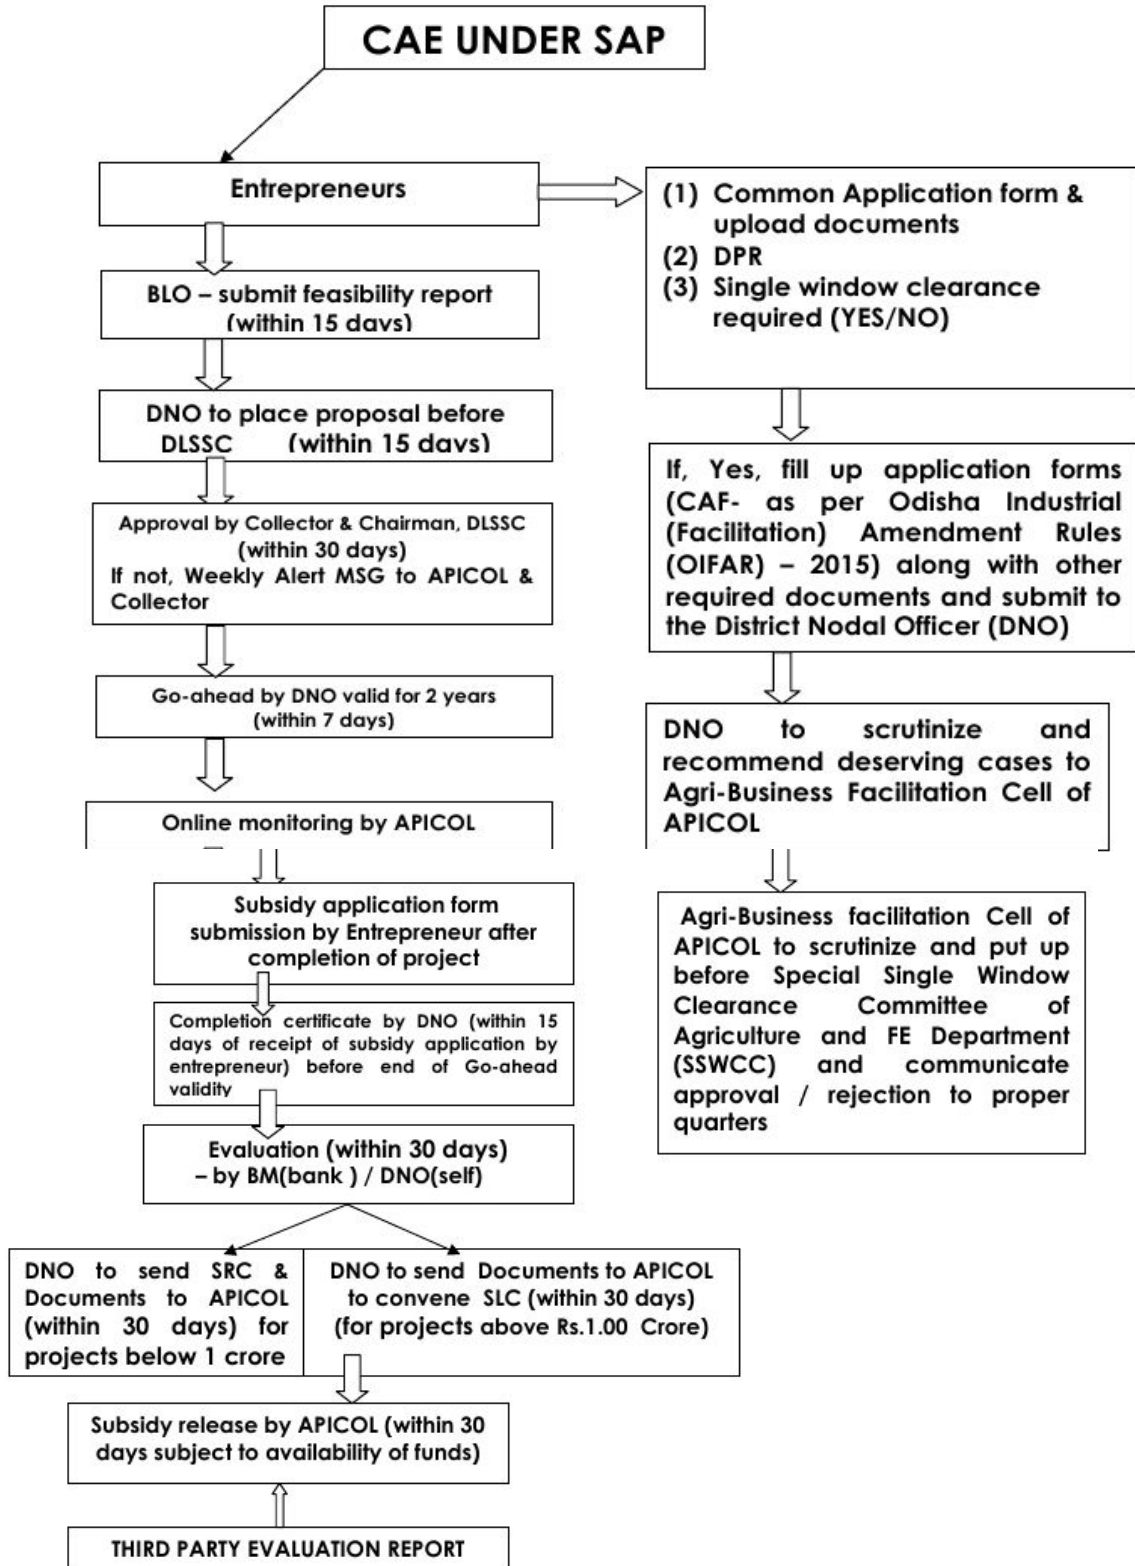 CAE UNDER SAP
Entrepreneurs
(1) Common Application form &
upload documents
(2) DPR
(3) Single window clearance
required (YES/NO)
BLO – submit feasibility report
(within 15 days)
DNO to place proposal before
DLSSC (within 15 days)
If, Yes, fill up application forms
(CAF- as per Odisha Industrial
(Facilitation) Amendment Rules
(OIFAR) – 2015) along with other
required documents and submit to
the District Nodal Officer (DNO)
Approval by Collector & Chairman, DLSSC
(within 30 days)
If not, Weekly Alert MSG to APICOL &
Collector
Go-ahead by DNO valid for 2 years
(within 7 days)
DNO to scrutinize and
recommend deserving cases to
Agri-Business Facilitation Cell of
APICOL
Online monitoring by APICOL
Subsidy application form
submission by Entrepreneur after
completion of project
Agri-Business facilitation Cell of
APICOL to scrutinize and put up
before Special Single Window
Clearance Committee of
Agriculture and FE Department
(SSWCC) and communicate
approval / rejection to proper
quarters
Completion certificate by DNO (within 15
days of receipt of subsidy application by
entrepreneur) before end of Go-ahead
validity
Evaluation (within 30 days)
– by BM(bank ) / DNO(self)
DNO to send SRC &
Documents to APICOL
(within 30 days) for
projects below 1 crore
DNO to send Documents to APICOL
to convene SLC (within 30 days)
(for projects above Rs.1.00 Crore)
Subsidy release by APICOL (within 30
days subject to availability of funds)
THIRD PARTY EVALUATION REPORT